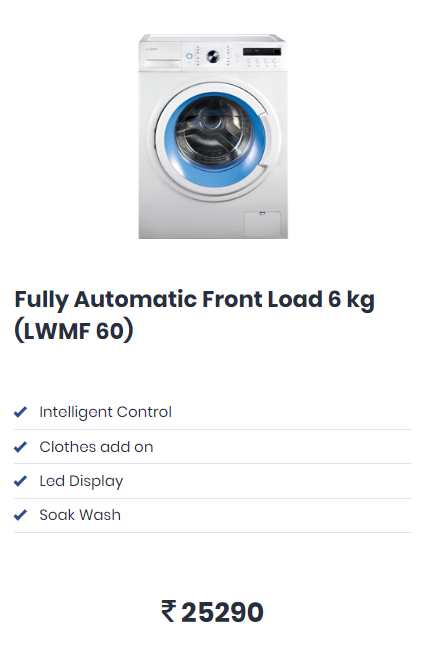 Fully Automatic Front Load 6 kg
(LWMF 60)
Intelligent Control
Clothes add on
Led Display
Soak Wash
₹ 25290